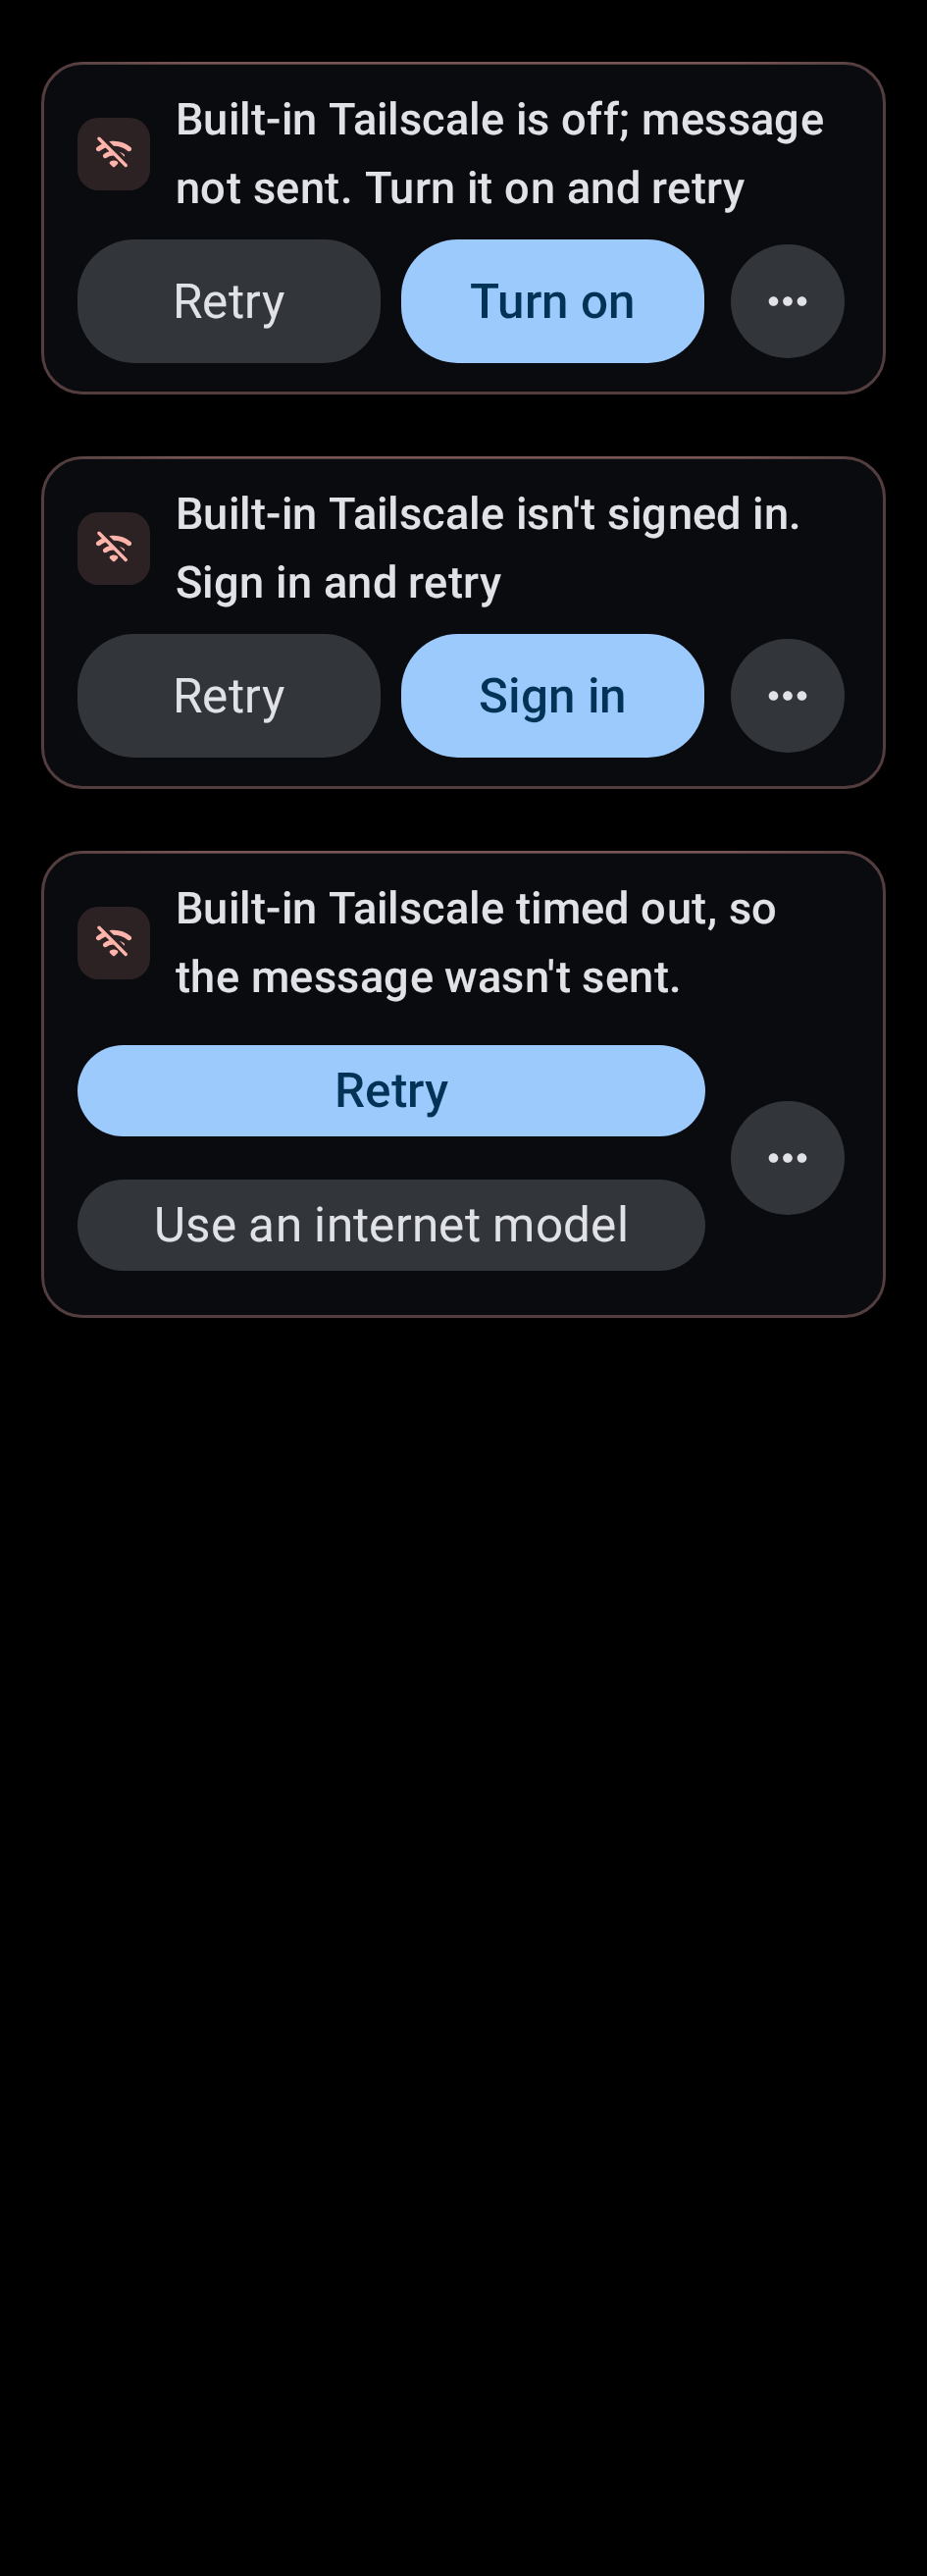 Built-in Tailscale is off; message
not sent. Turn it on and retry
Retry
Turn on
Built-in Tailscale isn't signed in.
Sign in and retry
Retry
Sign in
Built-in Tailscale timed out, so
the message wasn't sent.
Retry
Use an internet model